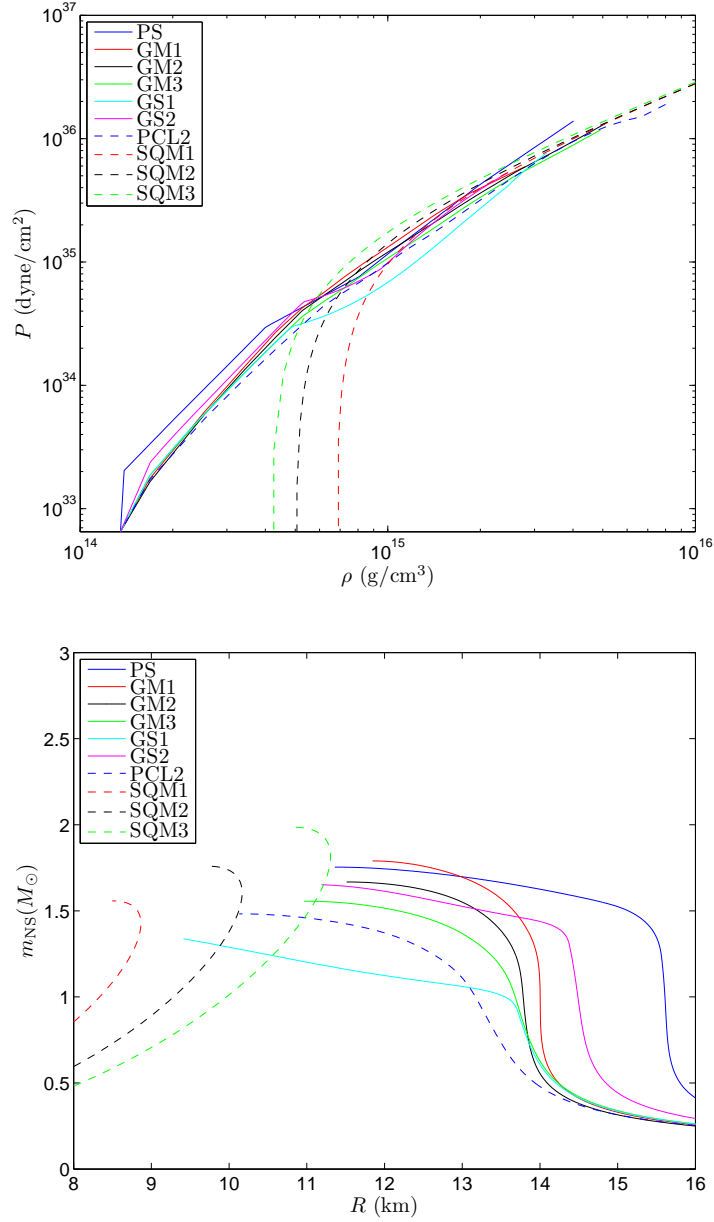 10^37
10^36
10^35
10^34
10^33
P (dyne/cm^2)
PS
GM1
GM2
GM3
GS1
GS2
PCL2
SQM1
SQM2
SQM3
10^14
10^15
10^16
ρ (g/cm^3)
3
2.5
2
1.5
1
0.5
0
m_NS(M_⊙)
PS
GM1
GM2
GM3
GS1
GS2
PCL2
SQM1
SQM2
SQM3
8
9
10
11
12
13
14
15
16
R (km)